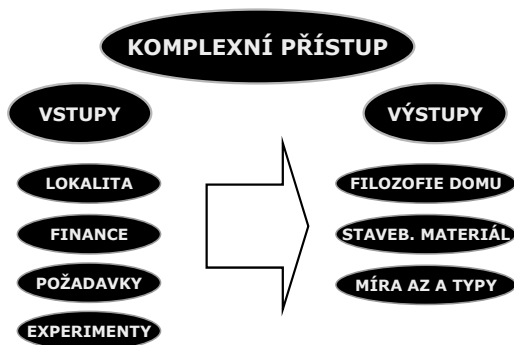 KOMPLEXNÍ PŘÍSTUP
VSTUPY
VÝSTUPY
LOKALITA
FILOZOFIE DOMU
FINANCE
STAVEB. MATERIÁL
POŽADAVKY
MÍRA AZ A TYPY
EXPERIMENTY